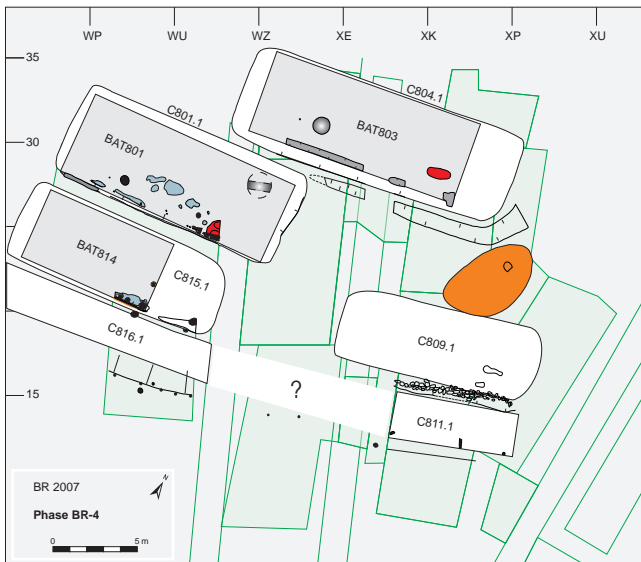 WP WU WZ XE XK XP XU
35
C801.1
C804.1
30
BAT803
BAT801
BAT814
C815.1
C816.1
C809.1
?
15
C811.1
BR 2007
N
Phase BR-4
0 5 m